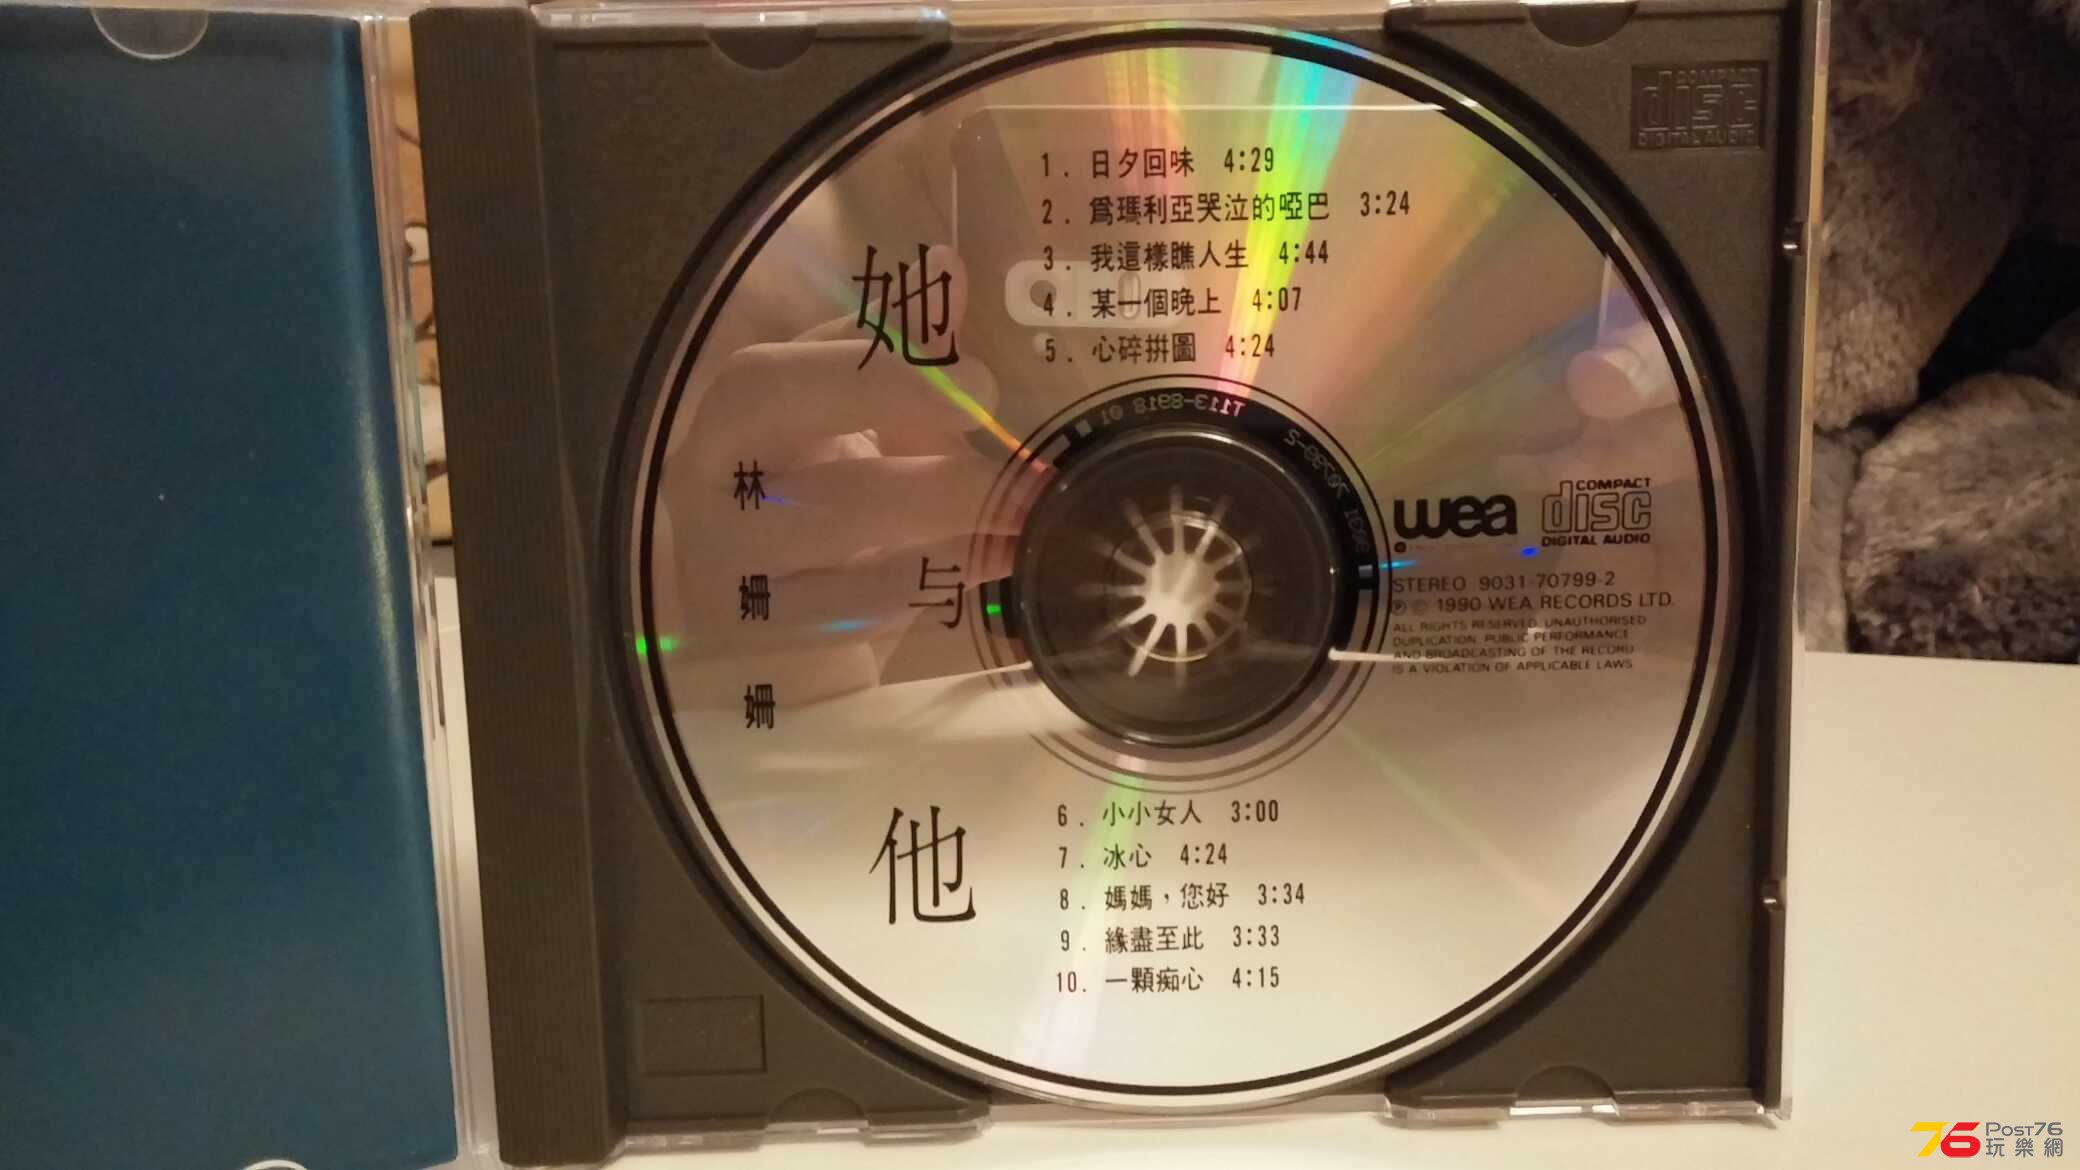 COMPACT
disc
DIGITAL AUDIO
她
与
他
林姍姍
1. 日夕回味 4:29
2. 爲瑪利亞哭泣的啞巴 3:24
3. 我這樣瞧人生 4:44
4. 某一個晚上 4:07
5. 心碎拼圖 4:24
T113-8918 01
wea
COMPACT
disc
DIGITAL AUDIO
STEREO 9031-70799-2
℗ © 1990 WEA RECORDS LTD.
ALL RIGHTS RESERVED. UNAUTHORISED
DUPLICATION, PUBLIC PERFORMANCE
AND BROADCASTING OF THE RECORD
IS A VIOLATION OF APPLICABLE LAWS
6. 小小女人 3:00
7. 冰心 4:24
8. 媽媽，您好 3:34
9. 緣盡至此 3:33
10. 一顆痴心 4:15
76 POST76
玩樂網